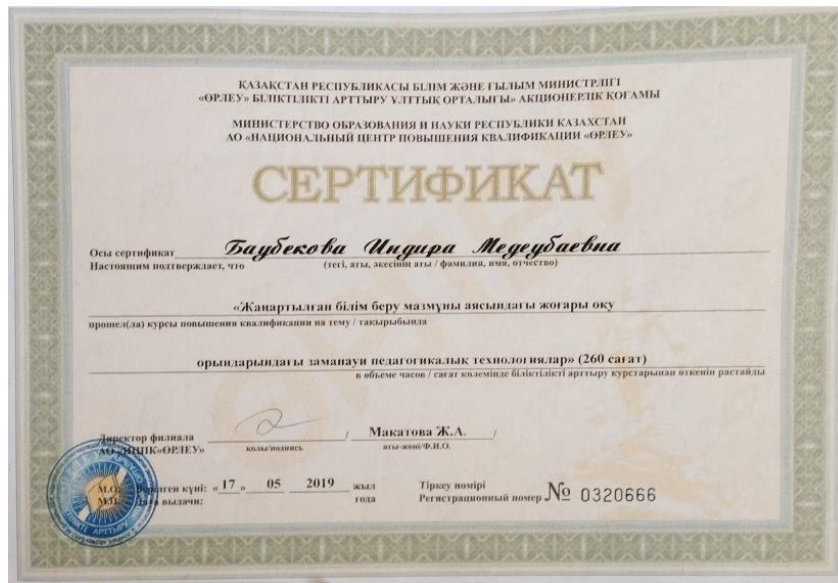 ҚАЗАҚСТАН РЕСПУБЛИКАСЫ БІЛІМ ЖӘНЕ ҒЫЛЫМ МИНИСТРЛІГІ
«ӨРЛЕУ» БІЛІКТІЛІКТІ АРТТЫРУ ҰЛТТЫҚ ОРТАЛЫҒЫ» АКЦИОНЕРЛІК ҚОҒАМЫ
МИНИСТЕРСТВО ОБРАЗОВАНИЯ И НАУКИ РЕСПУБЛИКИ КАЗАХСТАН
АО «НАЦИОНАЛЬНЫЙ ЦЕНТР ПОВЫШЕНИЯ КВАЛИФИКАЦИИ «ӨРЛЕУ»
СЕРТИФИКАТ
Осы сертификат Баубекова Индира Медеубаевна
Настоящим подтверждает, что (тегі, аты, әкесінің аты / фамилия, имя, отчество)
«Жаңартылған білім беру мазмұны аясындағы жоғары оқу
прошел(ла) курсы повышения квалификации на тему / тақырыбында
орындарындағы заманауи педагогикалық технологиялар» (260 сағат)
в объеме часов / сағат көлемінде біліктілікті арттыру курстарынан өткенін растайды
Директор филиала / Макатова Ж.А. /
АО «НЦПК «ӨРЛЕУ» қолы/подпись аты-жөні/Ф.И.О.
М.О. Берілген күні: « 17 » 05 2019 жыл Тіркеу нөмірі
М.П. Дата выдачи: года Регистрационный номер № 0320666